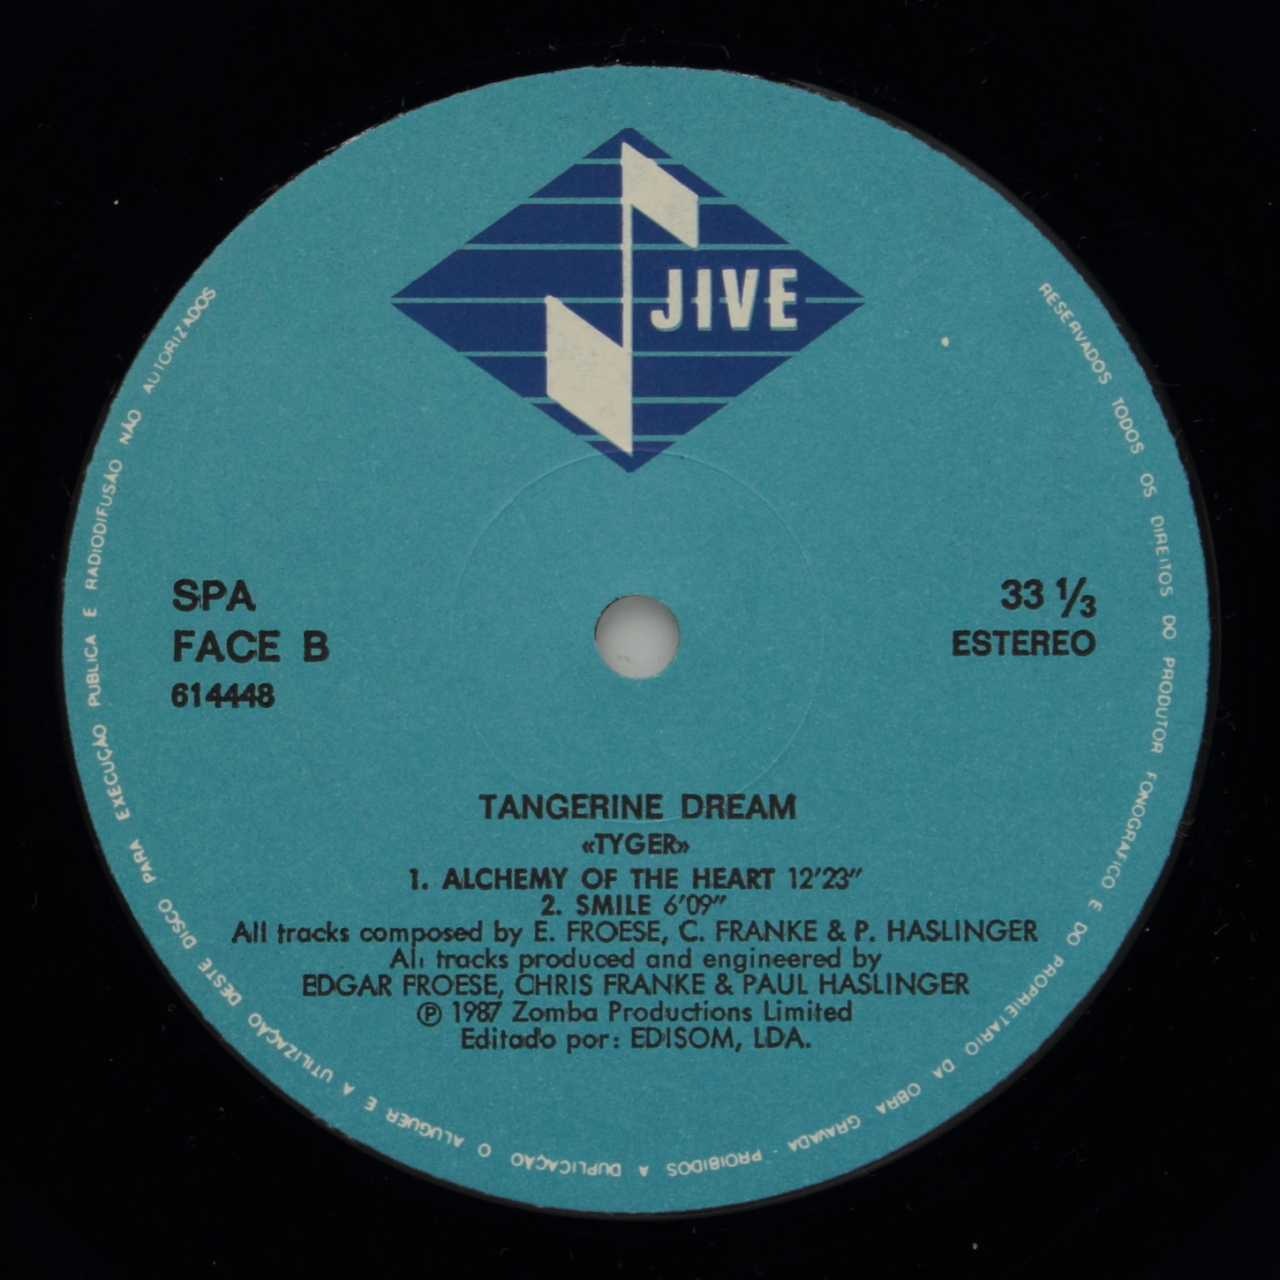 JIVE
SPA
FACE B
614448
33 ⅓
ESTEREO
TANGERINE DREAM
«TYGER»
1. ALCHEMY OF THE HEART 12'23"
2. SMILE 6'09"
All tracks composed by E. FROESE, C. FRANKE & P. HASLINGER
All tracks produced and engineered by
EDGAR FROESE, CHRIS FRANKE & PAUL HASLINGER
℗ 1987 Zomba Productions Limited
Editado por: EDISOM, LDA.
RESERVADOS TODOS OS DIREITOS DO PRODUTOR FONOGRAFICO E DO PROPRIETARIO DA OBRA GRAVADA · PROIBIDOS A DUPLICAÇÃO O ALUGUER E A UTILIZAÇÃO DESTE DISCO PARA EXECUÇÃO PUBLICA E RADIODIFUSÃO NÃO AUTORIZADOS